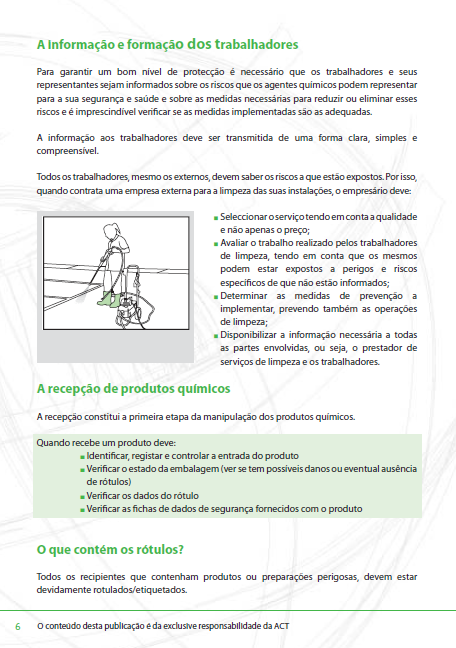 A Informação e formação dos trabalhadores
Para garantir um bom nível de protecção é necessário que os trabalhadores e seus
representantes sejam informados sobre os riscos que os agentes químicos podem representar
para a sua segurança e saúde e sobre as medidas necessárias para reduzir ou eliminar esses
riscos e é imprescindível verificar se as medidas implementadas são as adequadas.
A informação aos trabalhadores deve ser transmitida de uma forma clara, simples e
compreensível.
Todos os trabalhadores, mesmo os externos, devem saber os riscos a que estão expostos. Por isso,
quando contrata uma empresa externa para a limpeza das suas instalações, o empresário deve:
■ Seleccionar o serviço tendo em conta a qualidade
e não apenas o preço;
■ Avaliar o trabalho realizado pelos trabalhadores
de limpeza, tendo em conta que os mesmos
podem estar expostos a perigos e riscos
específicos de que não estão informados;
■ Determinar as medidas de prevenção a
implementar, prevendo também as operações
de limpeza;
■ Disponibilizar a informação necessária a todas
as partes envolvidas, ou seja, o prestador de
serviços de limpeza e os trabalhadores.
A recepção de produtos químicos
A recepção constitui a primeira etapa da manipulação dos produtos químicos.
Quando recebe um produto deve:
■ Identificar, registar e controlar a entrada do produto
■ Verificar o estado da embalagem (ver se tem possíveis danos ou eventual ausência
de rótulos)
■ Verificar os dados do rótulo
■ Verificar as fichas de dados de segurança fornecidos com o produto
O que contém os rótulos?
Todos os recipientes que contenham produtos ou preparações perigosas, devem estar
devidamente rotulados/etiquetados.
6 O conteúdo desta publicação é da exclusive responsabilidade da ACT